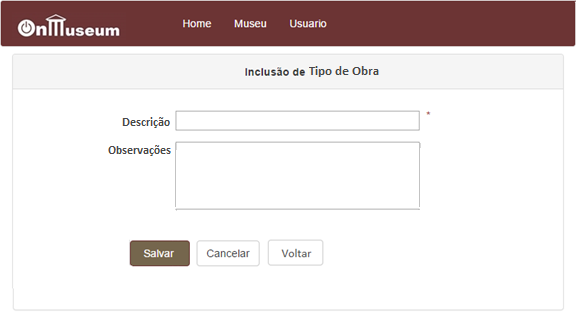 OnMuseum Home Museu Usuario
Inclusão de Tipo de Obra
Descrição *
Observações
Salvar Cancelar Voltar